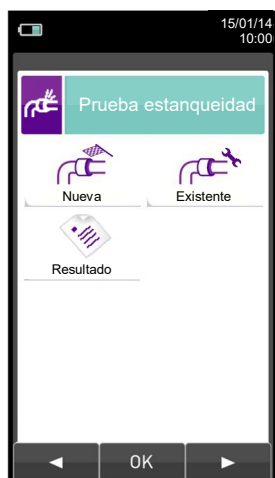 15/01/14
10:00
Prueba estanqueidad
Nueva
Existente
Resultado
OK